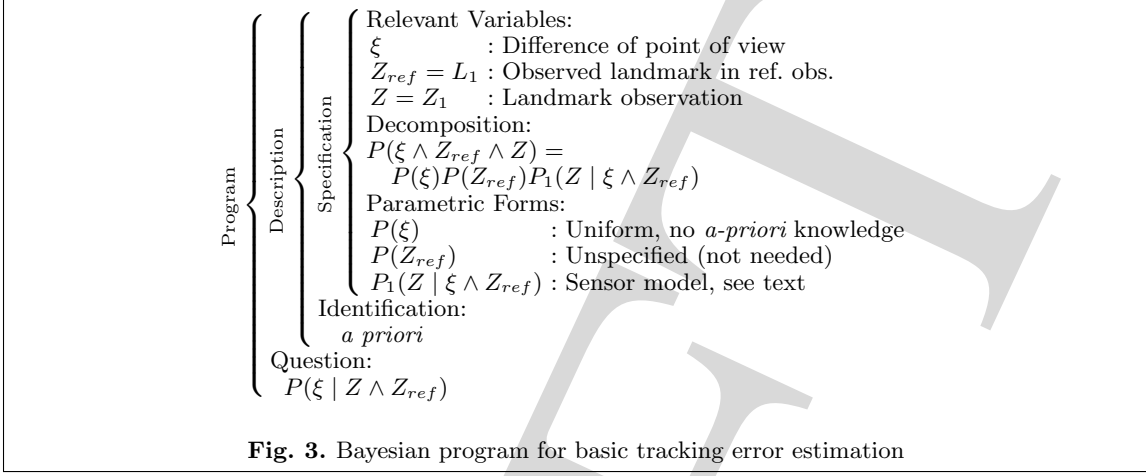 Relevant Variables:
ξ : Difference of point of view
Z_ref = L_1 : Observed landmark in ref. obs.
Z = Z_1 : Landmark observation
Decomposition:
P(ξ ∧ Z_ref ∧ Z) =
P(ξ)P(Z_ref)P_1(Z | ξ ∧ Z_ref)
Parametric Forms:
P(ξ) : Uniform, no a-priori knowledge
P(Z_ref) : Unspecified (not needed)
P_1(Z | ξ ∧ Z_ref) : Sensor model, see text
Specification
Identification:
a priori
Description
Question:
P(ξ | Z ∧ Z_ref)
Program
Fig. 3. Bayesian program for basic tracking error estimation